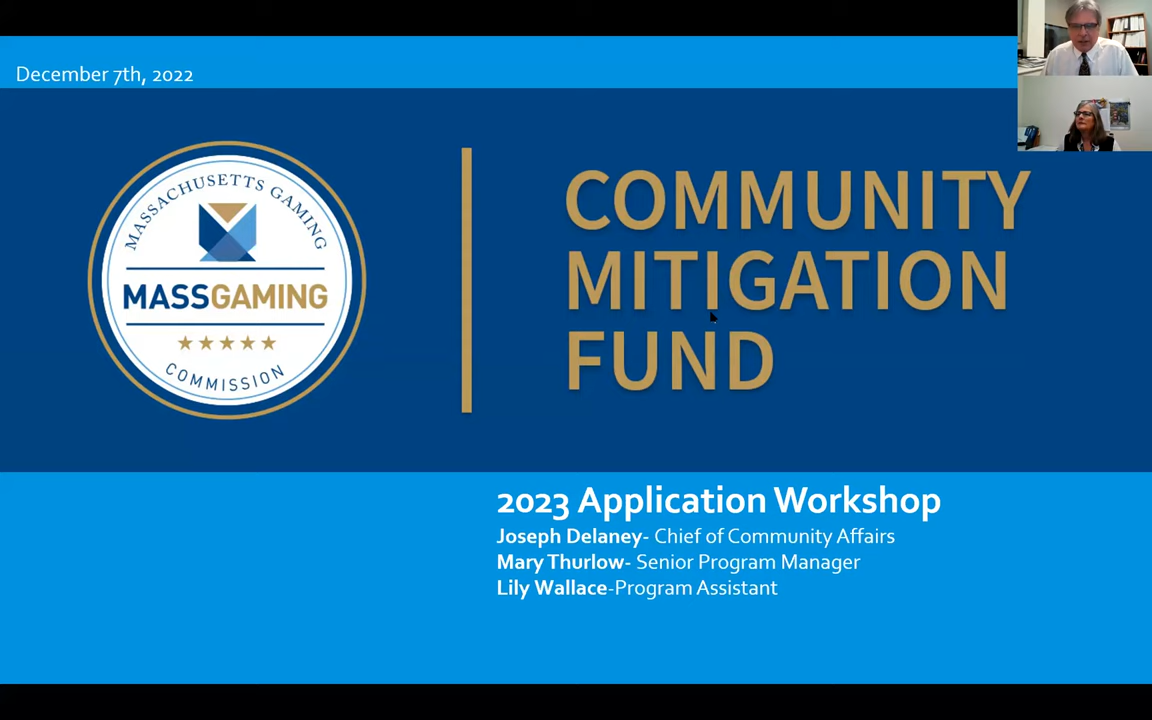 December 7th, 2022
MASSACHUSETTS GAMING
MASSGAMING
COMMISSION
COMMUNITY
MITIGATION
FUND
2023 Application Workshop
Joseph Delaney- Chief of Community Affairs
Mary Thurlow- Senior Program Manager
Lily Wallace-Program Assistant